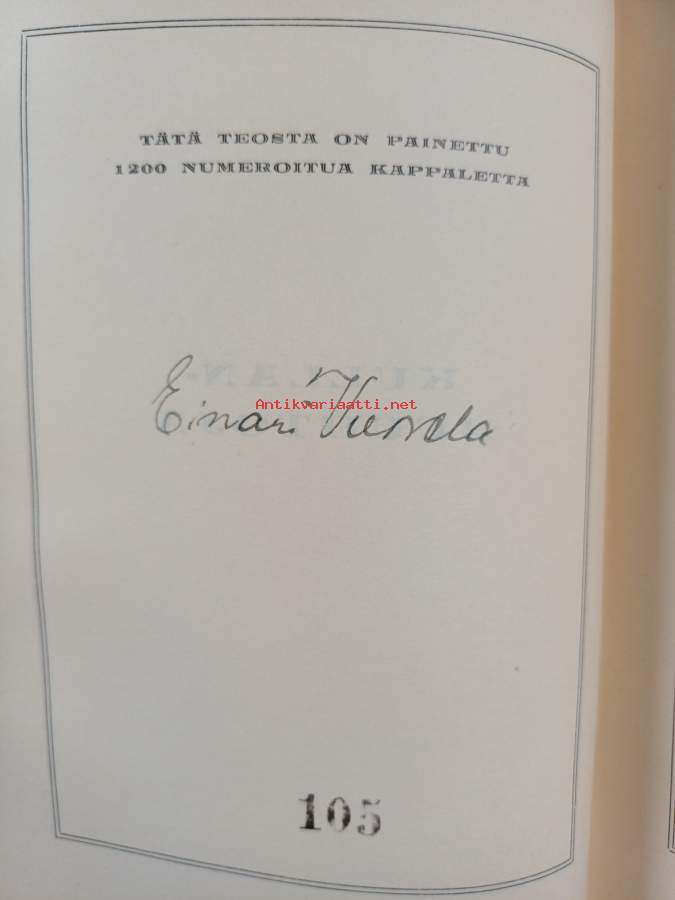 TÄTÄ TEOSTA ON PAINETTU
1200 NUMEROITUA KAPPALETTA
Einari Vuorela
Antikvariaatti.net
105